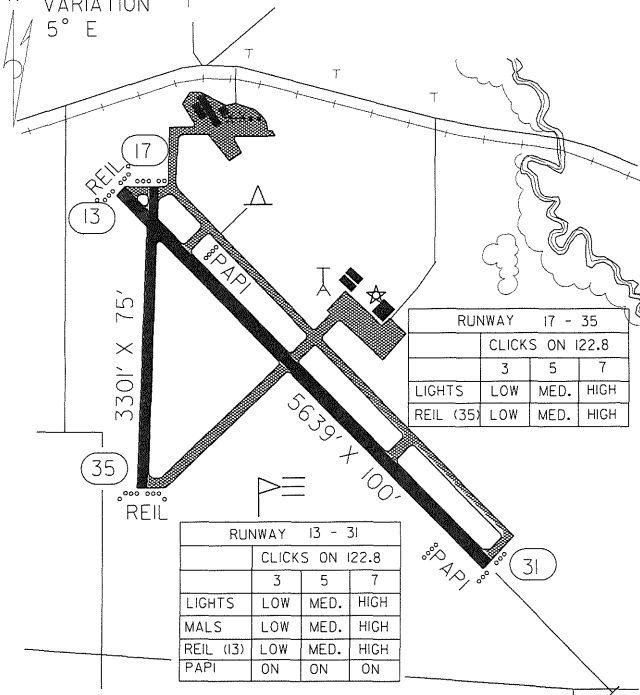 VARIATION
5° E
T
T
T
17
REIL
13
PAPI
3301' X 75'
RUNWAY 17 - 35
CLICKS ON 122.8
3 5 7
LIGHTS LOW MED. HIGH
REIL (35) LOW MED. HIGH
5639' X 100'
35
REIL
RUNWAY 13 - 31
CLICKS ON 122.8
3 5 7
LIGHTS LOW MED. HIGH
MALS LOW MED. HIGH
REIL (13) LOW MED. HIGH
PAPI ON ON ON
PAPI
31